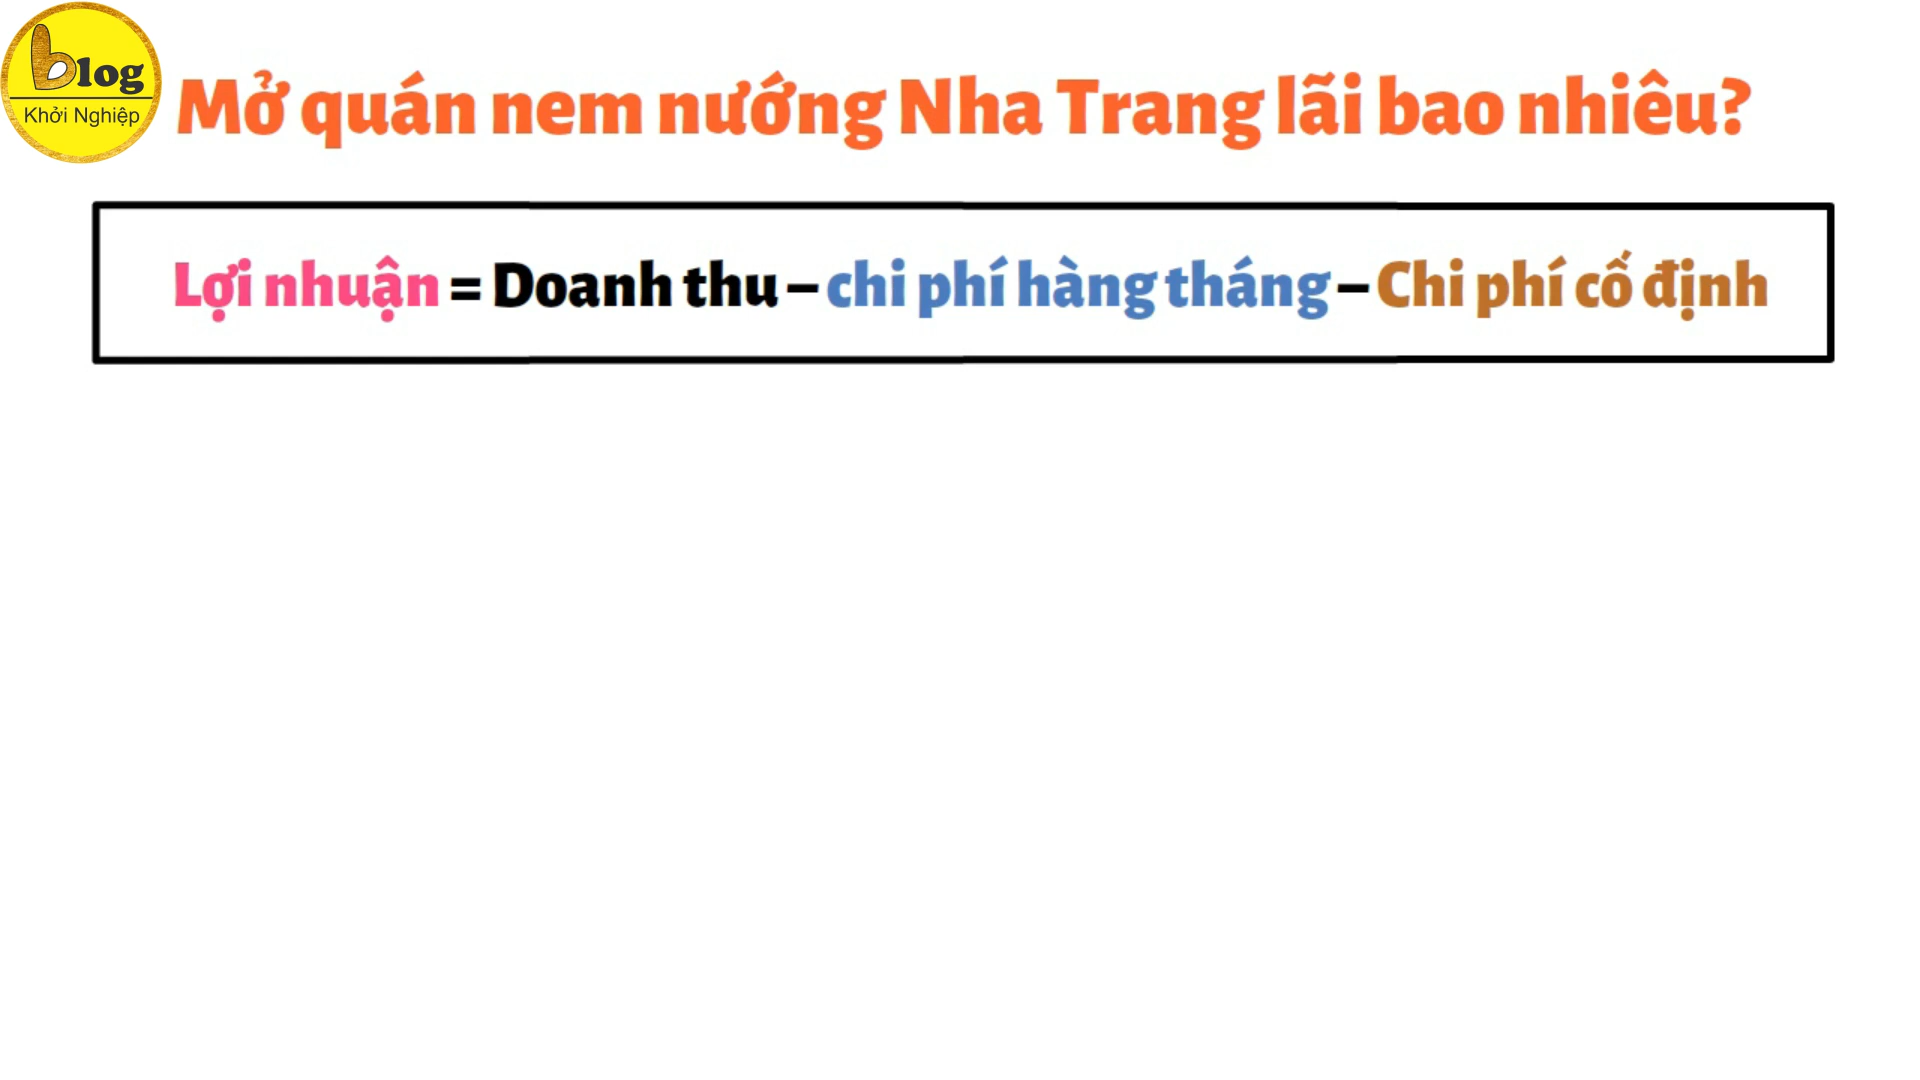 blog
Khởi Nghiệp
Mở quán nem nướng Nha Trang lãi bao nhiêu?
Lợi nhuận = Doanh thu – chi phí hàng tháng – Chi phí cố định